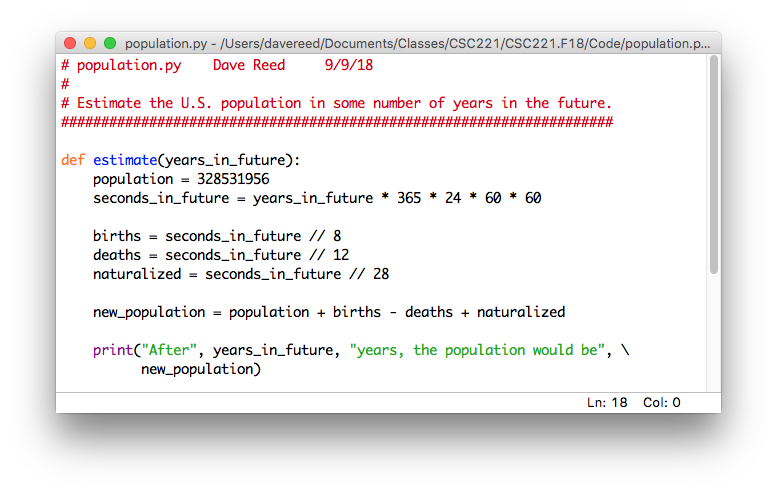 population.py - /Users/davereed/Documents/Classes/CSC221/CSC221.F18/Code/population.p...
# population.py    Dave Reed     9/9/18
#
# Estimate the U.S. population in some number of years in the future.
#####################################################################
def estimate(years_in_future):
    population = 328531956
    seconds_in_future = years_in_future * 365 * 24 * 60 * 60
    births = seconds_in_future // 8
    deaths = seconds_in_future // 12
    naturalized = seconds_in_future // 28
    new_population = population + births - deaths + naturalized
    print("After", years_in_future, "years, the population would be", \
          new_population)
Ln: 18    Col: 0